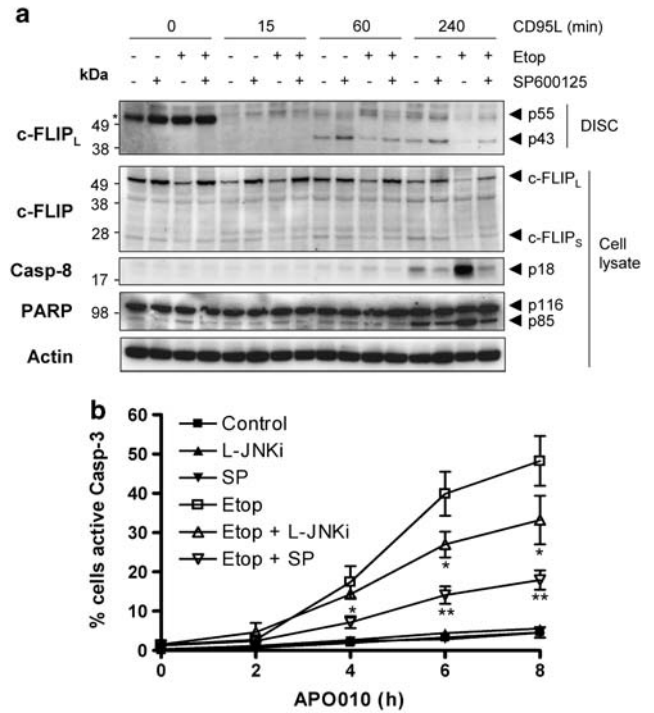 a
0 15 60 240 CD95L (min)
- - + + - - + + - - + + - - + + Etop
kDa - + - + - + - + - + - + - + - + SP600125
c-FLIPL * 49 38 p55 p43 DISC
c-FLIP 49 38 28 c-FLIPL c-FLIPS
Casp-8 17 p18
Cell lysate
PARP 98 p116 p85
Actin
b
% cells active Casp-3
60
50
40
30
20
10
0
Control
L-JNKi
SP
Etop
Etop + L-JNKi
Etop + SP
* * *
** **
0 2 4 6 8
APO010 (h)